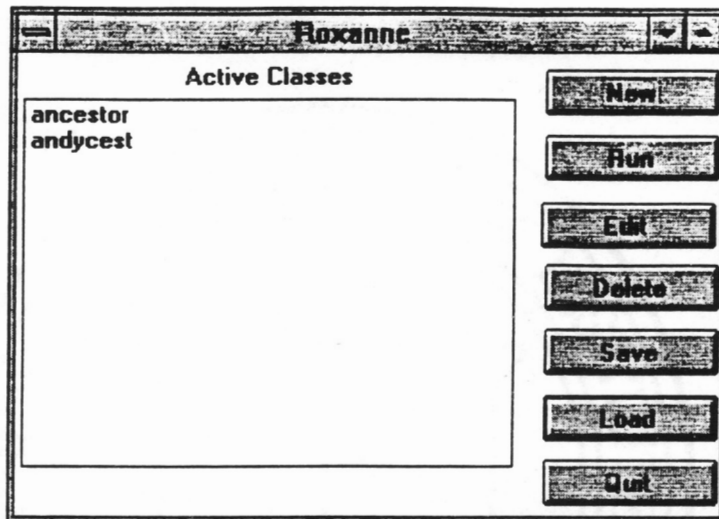 Roxanne
Active Classes
ancestor
andycest
New
Run
Edit
Delete
Save
Load
Quit